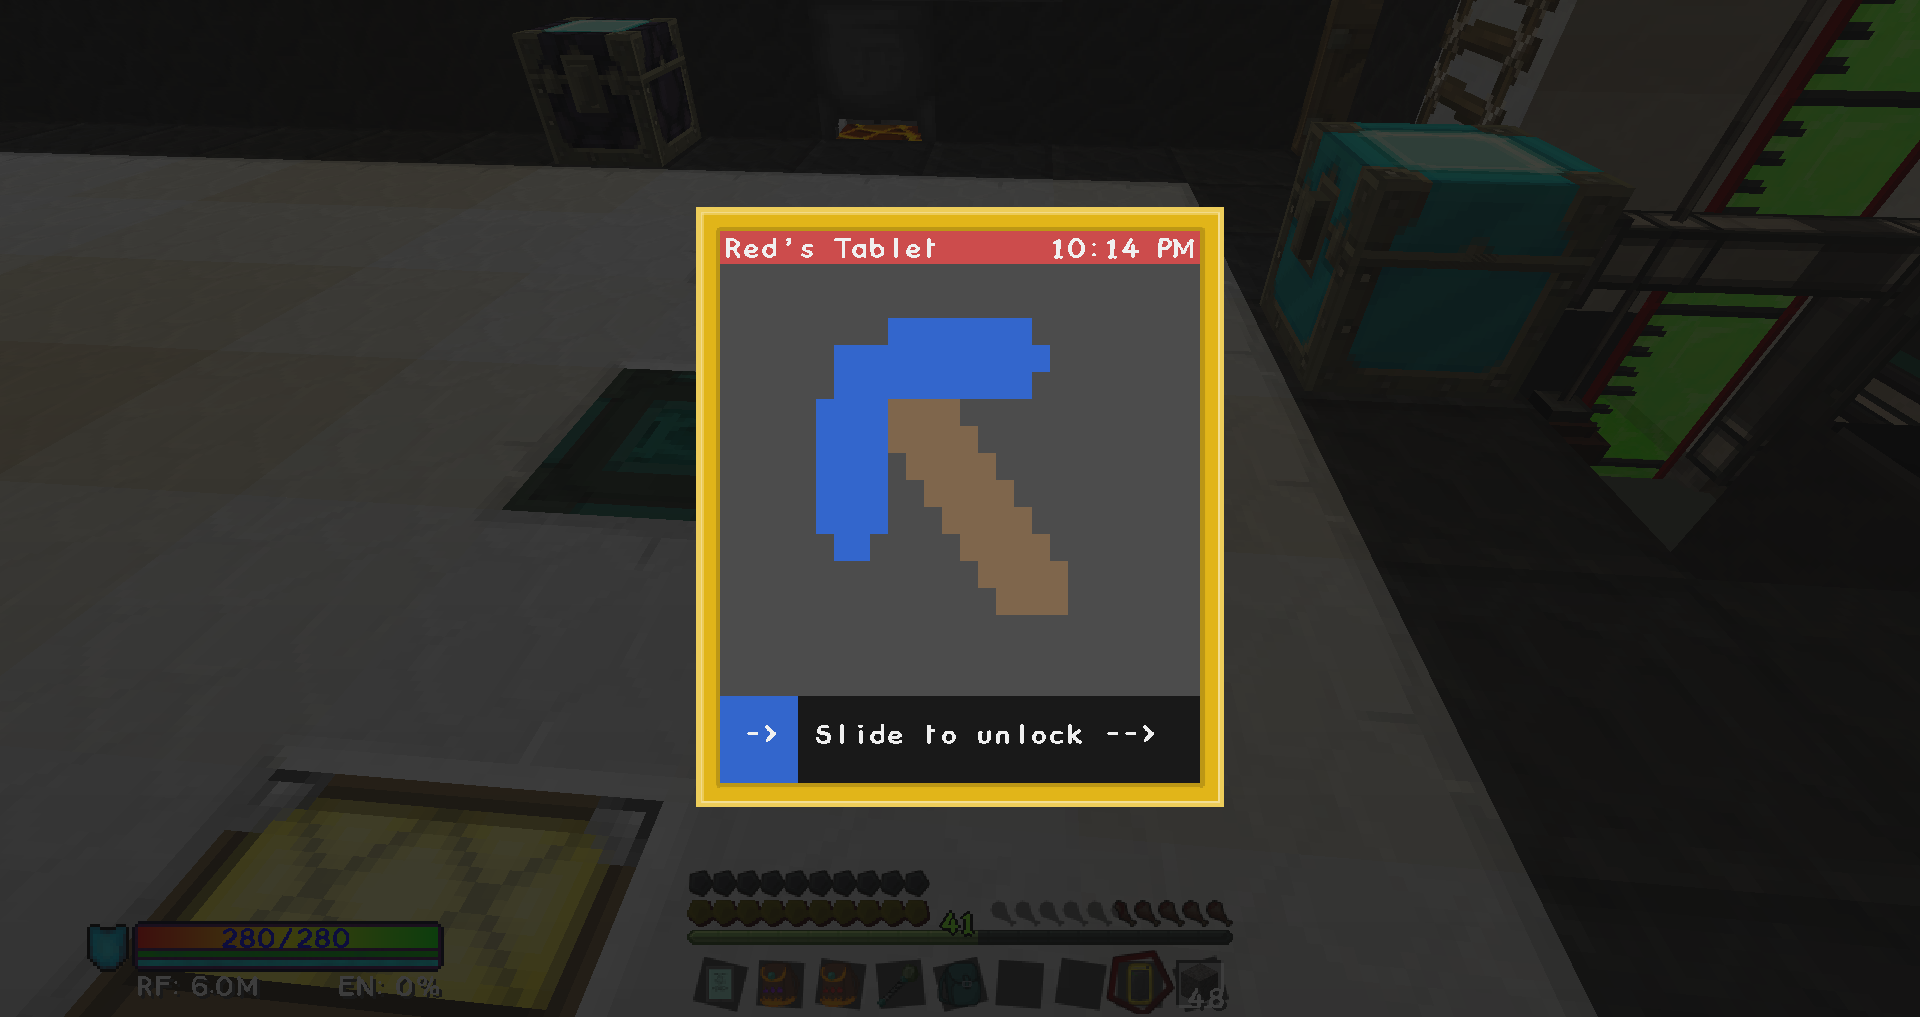 Red's Tablet 10:14 PM
-> Slide to unlock -->
41
280/280
RF: 6.0M EN: 0%
48